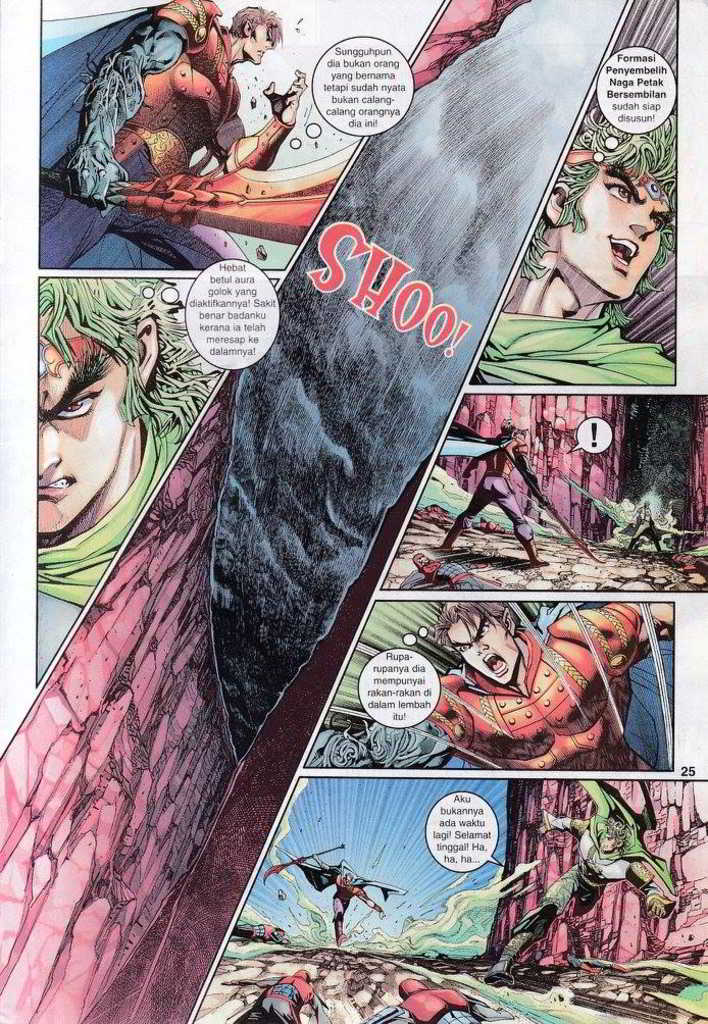 Sungguhpun
dia bukan orang
yang bernama
tetapi sudah nyata
bukan calang-
calang orangnya
dia ini!
Formasi
Penyembelih
Naga Petak
Bersembilan
sudah siap
disusun!
Hebat
betul aura
golok yang
diaktifkannya! Sakit
benar badanku
kerana ia telah
meresap ke
dalamnya!
SHOO!
!
Rupa-
rupanya dia
mempunyai
rakan-rakan di
dalam lembah
itu!
25
Aku
bukannya
ada waktu
lagi! Selamat
tinggal! Ha,
ha, ha...